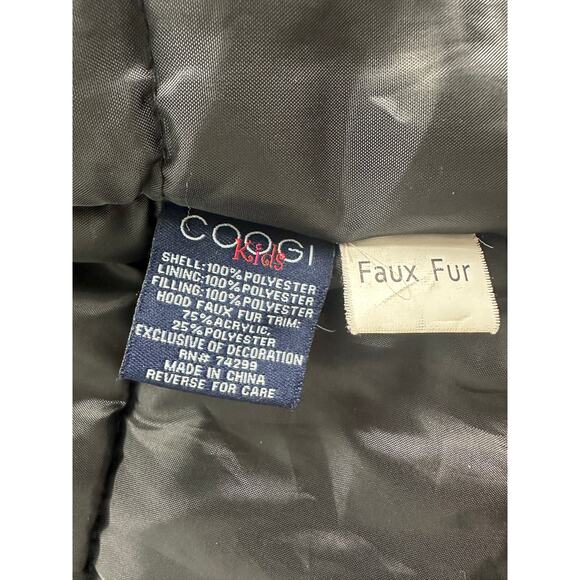 COOGI
Kids
SHELL:100% POLYESTER
LINING:100% POLYESTER
FILLING:100% POLYESTER
HOOD FAUX FUR TRIM:
75% ACRYLIC,
25% POLYESTER
EXCLUSIVE OF DECORATION
RN# 74299
MADE IN CHINA
REVERSE FOR CARE
Faux Fur